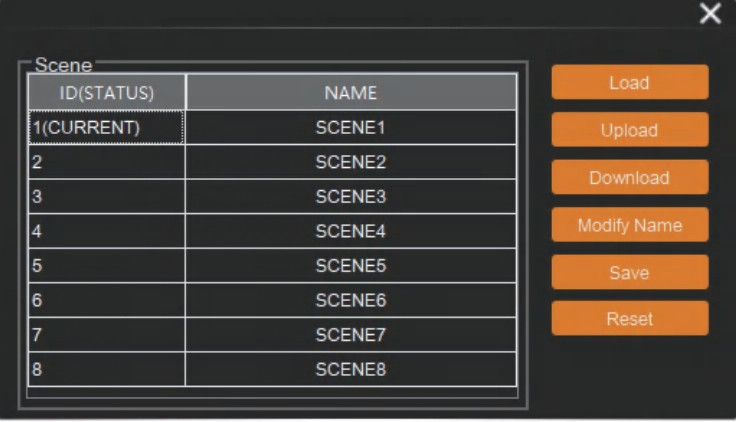 Scene
ID(STATUS) NAME
1(CURRENT) SCENE1
2 SCENE2
3 SCENE3
4 SCENE4
5 SCENE5
6 SCENE6
7 SCENE7
8 SCENE8
Load
Upload
Download
Modify Name
Save
Reset